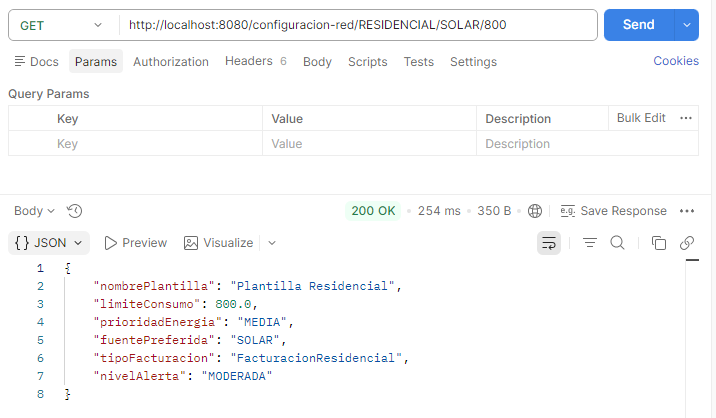 GET http://localhost:8080/configuracion-red/RESIDENCIAL/SOLAR/800 Send
Docs Params Authorization Headers 6 Body Scripts Tests Settings Cookies
Query Params
Key Value Description Bulk Edit
Key Value Description
Body 200 OK • 254 ms • 350 B e.g. Save Response
{} JSON Preview Visualize
1 {
2 "nombrePlantilla": "Plantilla Residencial",
3 "limiteConsumo": 800.0,
4 "prioridadEnergia": "MEDIA",
5 "fuentePreferida": "SOLAR",
6 "tipoFacturacion": "FacturacionResidencial",
7 "nivelAlerta": "MODERADA"
8 }